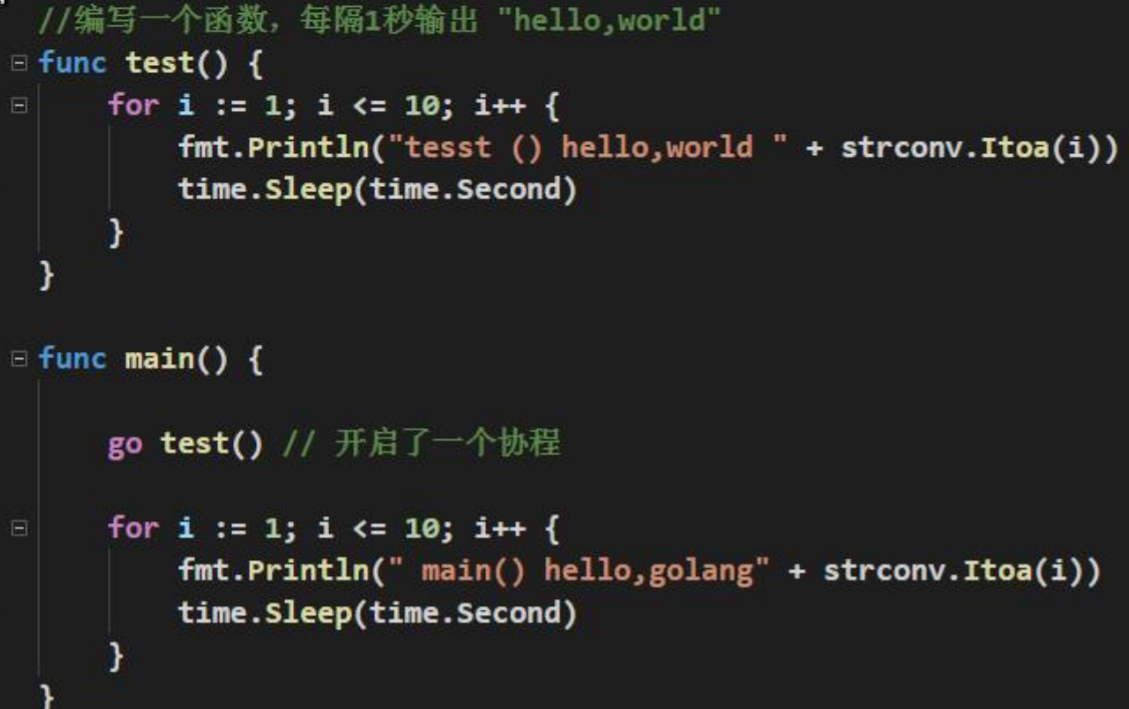 //编写一个函数，每隔1秒输出 "hello,world"
func test() {
for i := 1; i <= 10; i++ {
fmt.Println("tesst () hello,world " + strconv.Itoa(i))
time.Sleep(time.Second)
}
}
func main() {
go test() // 开启了一个协程
for i := 1; i <= 10; i++ {
fmt.Println(" main() hello,golang" + strconv.Itoa(i))
time.Sleep(time.Second)
}
}